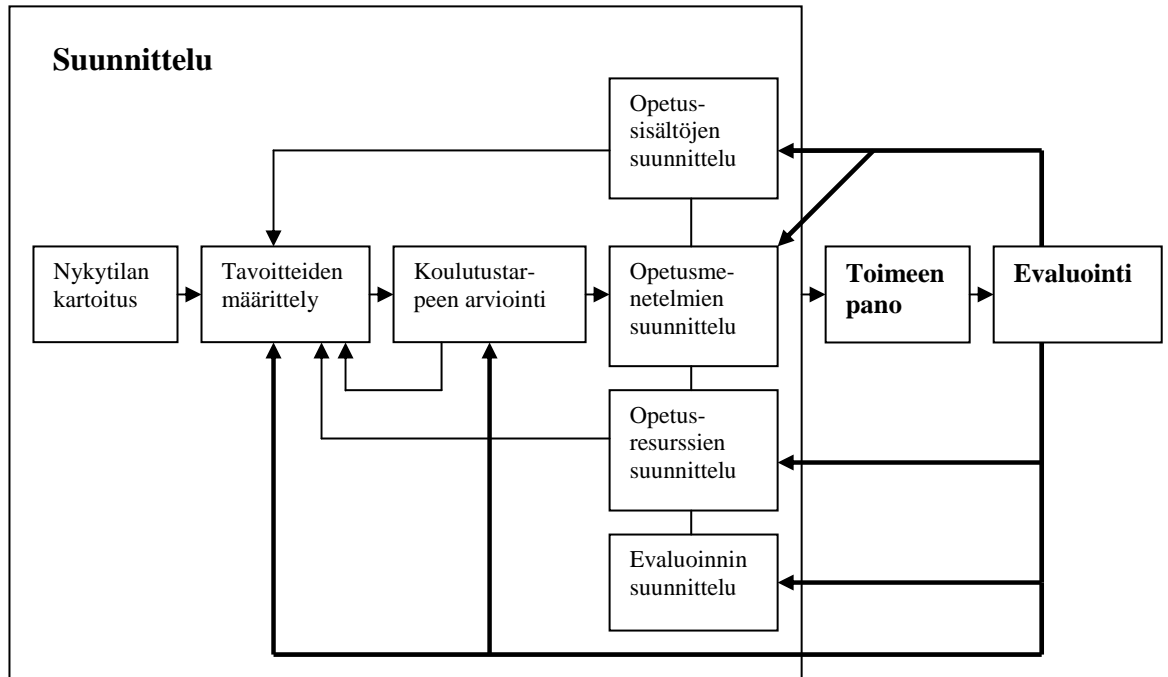 Suunnittelu
Opetus-
sisältöjen
suunnittelu
Nykytilan
kartoitus
Tavoitteiden
määrittely
Koulutustar-
peen arviointi
Opetusme-
netelmien
suunnittelu
Toimeen
pano
Evaluointi
Opetus-
resurssien
suunnittelu
Evaluoinnin
suunnittelu